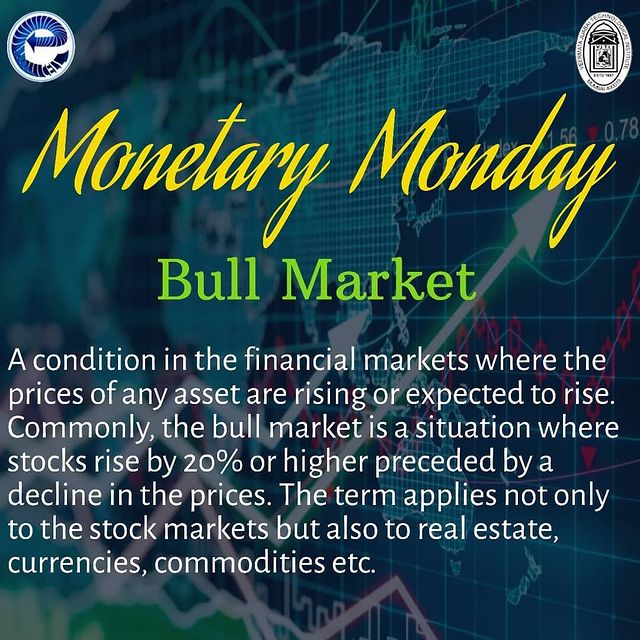 Monetary Monday
Bull Market
A condition in the financial markets where the
prices of any asset are rising or expected to rise.
Commonly, the bull market is a situation where
stocks rise by 20% or higher preceded by a
decline in the prices. The term applies not only
to the stock markets but also to real estate,
currencies, commodities etc.